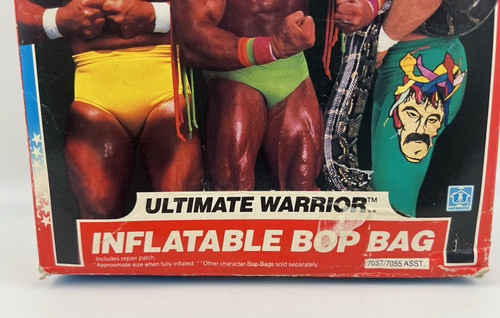 ULTIMATE WARRIOR™
INFLATABLE BOP BAG
Includes repair patch.
*Approximate size when fully inflated. **Other character Bop Bags sold separately.
7057/7055 ASST.